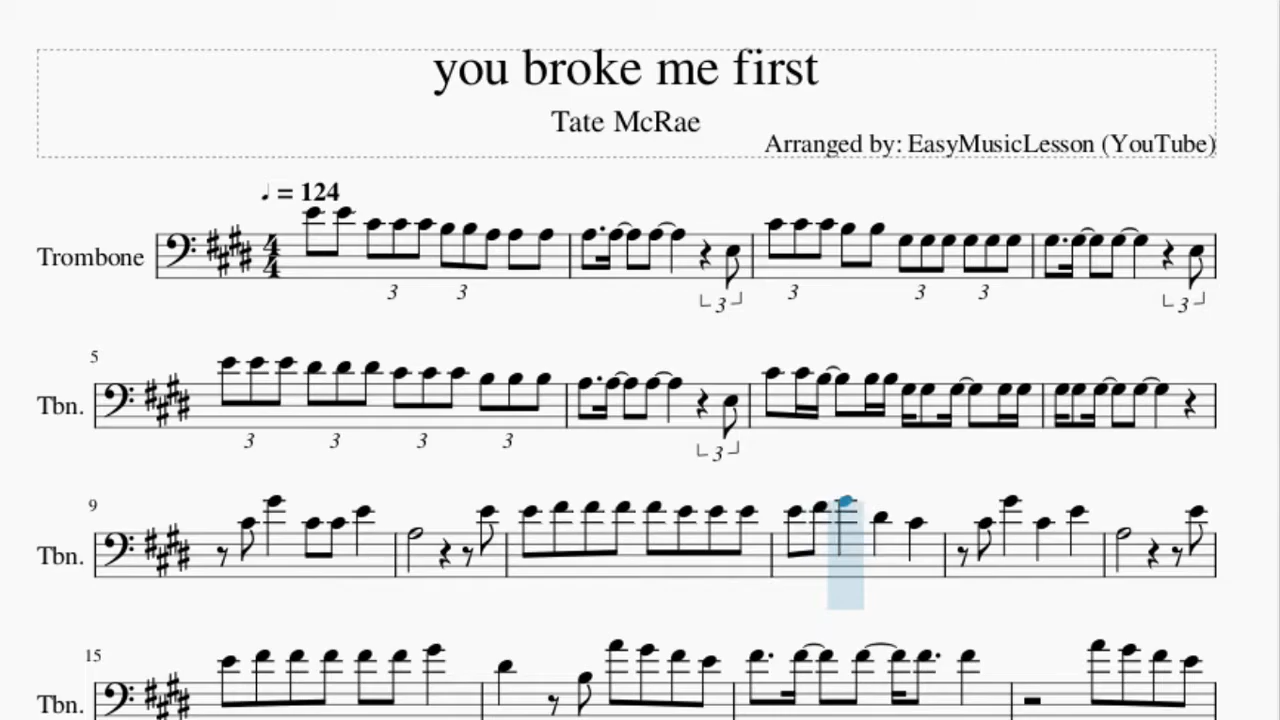 you broke me first
Tate McRae
Arranged by: EasyMusicLesson (YouTube)
♩ = 124
Trombone
3 3 3 3 3 3 3
5
Tbn.
3 3 3 3 3
9
Tbn.
15
Tbn.